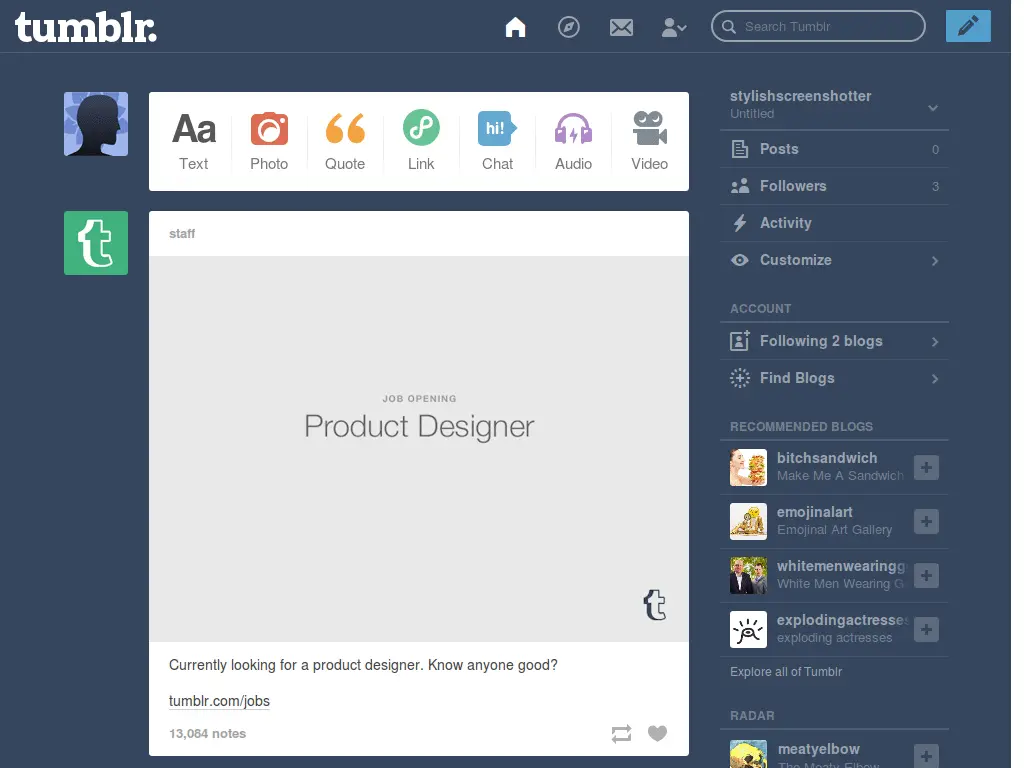 tumblr.
Search Tumblr
Aa
Text
Photo
Quote
Link
hi!
Chat
Audio
Video
staff
JOB OPENING
Product Designer
Currently looking for a product designer. Know anyone good?
tumblr.com/jobs
13,084 notes
stylishscreenshotter
Untitled
Posts 0
Followers 3
Activity
Customize
ACCOUNT
Following 2 blogs
Find Blogs
RECOMMENDED BLOGS
bitchsandwich
Make Me A Sandwich
emojinalart
Emojinal Art Gallery
whitemenwearingg
White Men Wearing G
explodingactresses
exploding actresses
Explore all of Tumblr
RADAR
meatyelbow
The Meaty Elbow